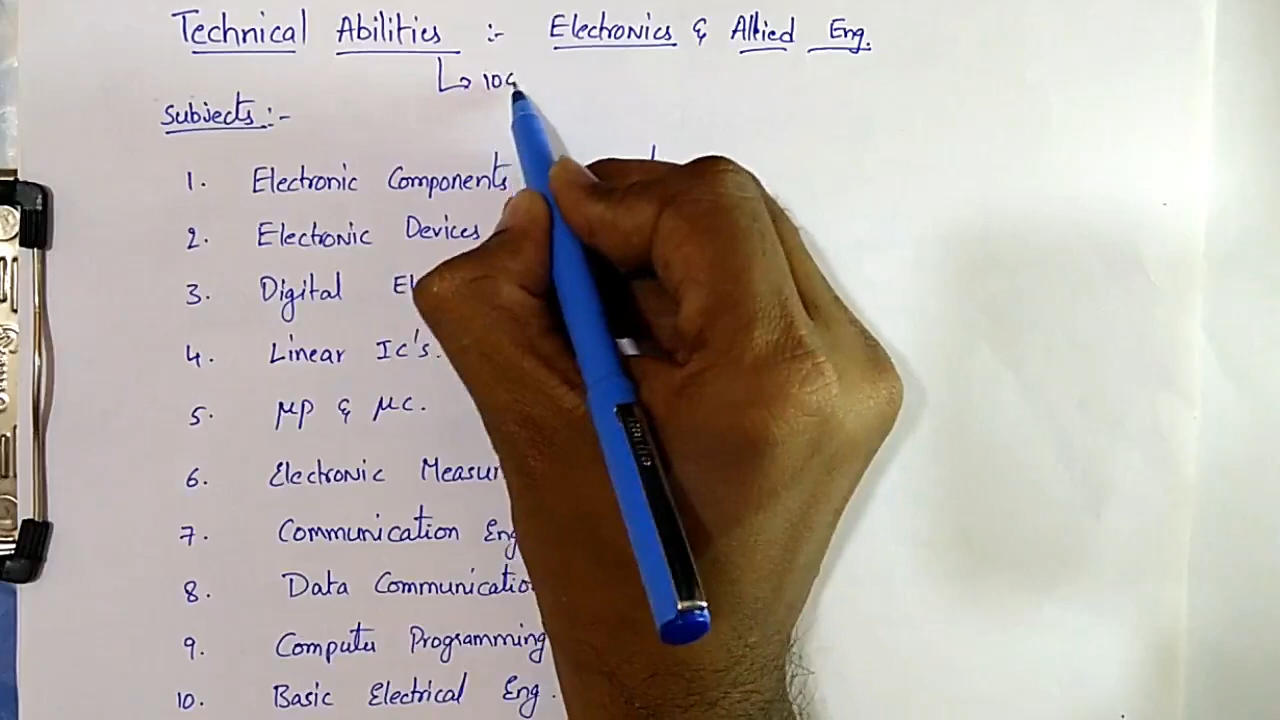 Technical Abilities :- Electronics & Allied Eng.
↳ 10
Subjects :-
1. Electronic Components
2. Electronic Devices
3. Digital
4. Linear Ic's.
5. μp & μc.
6. Electronic
7. Communication Eng
8. Data
9. Computer Programming
10. Basic Electrical Eng.